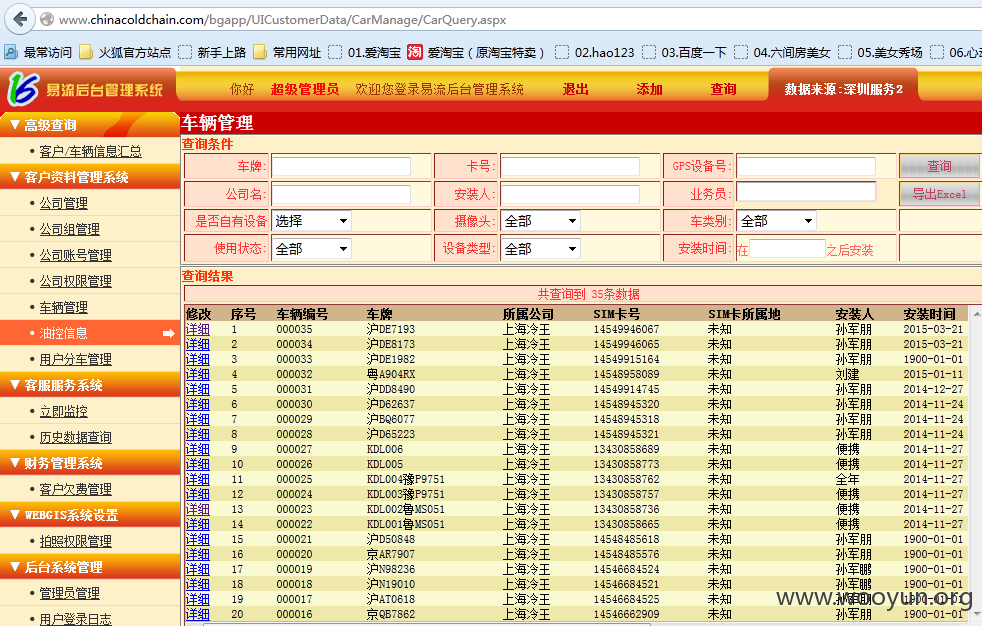 www.chinacoldchain.com/bgapp/UICustomerData/CarManage/CarQuery.aspx
最常访问 火狐官方站点 新手上路 常用网址 01.爱淘宝 淘 爱淘宝（原淘宝特卖） 02.hao123 03.百度一下 04.六间房美女 05.美女秀场 06.心动
易流后台管理系统 你好 超级管理员 欢迎您登录易流后台管理系统 退出 添加 查询 数据来源:深圳服务2
高级查询
客户/车辆信息汇总
客户资料管理系统
公司管理
公司组管理
公司账号管理
公司权限管理
车辆管理
油控信息
用户分车管理
客服服务系统
立即监控
历史数据查询
财务管理系统
客户欠费管理
WEBGIS系统设置
拍照权限管理
后台系统管理
管理员管理
用户登录日志
车辆管理
查询条件
车牌: 卡号: GPS设备号: 查询
公司名: 安装人: 业务员: 导出Excel
是否自有设备 选择 摄像头: 全部 车类别: 全部
使用状态: 全部 设备类型: 全部 安装时间: 在 之后安装
查询结果
共查询到 35条数据
修改 序号 车辆编号 车牌 所属公司 SIM卡号 SIM卡所属地 安装人 安装时间
详细 1 000035 沪DE7193 上海冷王 14549946067 未知 孙军朋 2015-03-21
详细 2 000034 沪DE8173 上海冷王 14549946065 未知 孙军朋 2015-03-21
详细 3 000033 沪DE1982 上海冷王 14549915164 未知 孙军朋 1900-01-01
详细 4 000032 粤A904RX 上海冷王 14548958089 未知 刘建 2015-01-11
详细 5 000031 沪DD8490 上海冷王 14549914745 未知 孙军朋 2014-12-27
详细 6 000030 沪D62637 上海冷王 14548945320 未知 孙军朋 2014-11-24
详细 7 000029 沪BQ6077 上海冷王 14548945318 未知 孙军朋 2014-11-24
详细 8 000028 沪D65223 上海冷王 14548945321 未知 孙军朋 2014-11-24
详细 9 000027 KDL006 上海冷王 13430858689 未知 便携 2014-11-27
详细 10 000026 KDL005 上海冷王 13430858773 未知 便携 2014-11-27
详细 11 000025 KDL004豫P9751 上海冷王 13430858762 未知 全年 2014-11-27
详细 12 000024 KDL003豫P9751 上海冷王 13430858757 未知 便携 2014-11-27
详细 13 000023 KDL002鲁MS051 上海冷王 13430858736 未知 便携 2014-11-27
详细 14 000022 KDL001鲁MS051 上海冷王 13430858665 未知 便携 2014-11-27
详细 15 000021 沪D50848 上海冷王 14548485618 未知 孙军朋 1900-01-01
详细 16 000020 京AR7907 上海冷王 14548485576 未知 孙军朋 1900-01-01
详细 17 000019 沪N98236 上海冷王 14546684524 未知 孙军鹏 1900-01-01
详细 18 000018 沪N19010 上海冷王 14546684521 未知 孙军鹏 1900-01-01
详细 19 000017 沪AT0618 上海冷王 14546684525 未知 1900-01-01
详细 20 000016 京QB7862 上海冷王 14546662909 未知 孙军朋 1900-01-01
www.wooyun.org